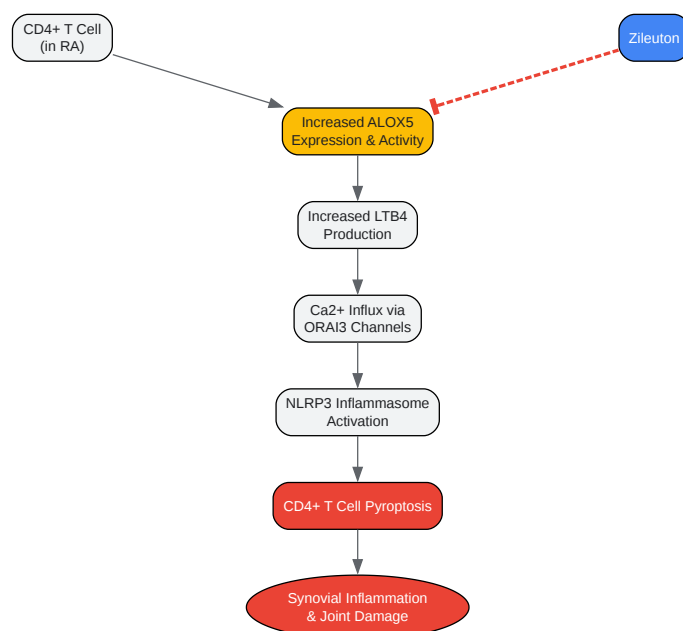 CD4+ T Cell
(in RA)
Zileuton
Increased ALOX5
Expression & Activity
Increased LTB4
Production
Ca2+ Influx via
ORAI3 Channels
NLRP3 Inflammasome
Activation
CD4+ T Cell Pyroptosis
Synovial Inflammation
& Joint Damage